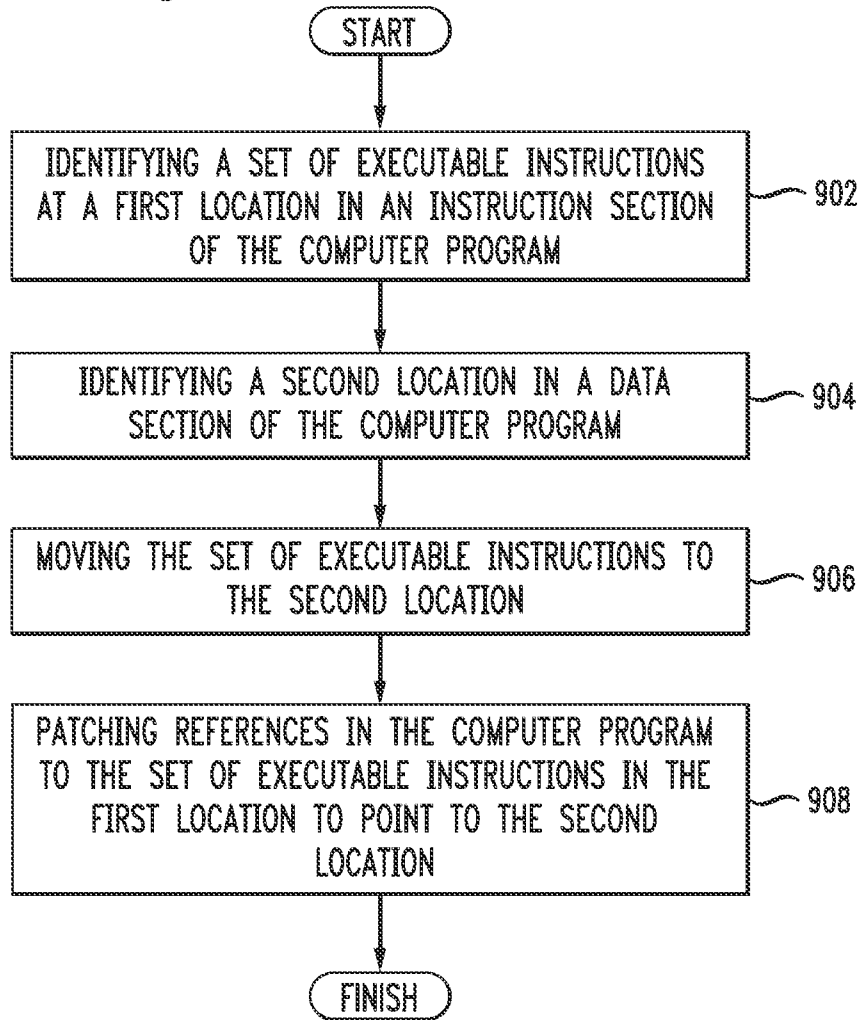 START
IDENTIFYING A SET OF EXECUTABLE INSTRUCTIONS
AT A FIRST LOCATION IN AN INSTRUCTION SECTION
OF THE COMPUTER PROGRAM
902
IDENTIFYING A SECOND LOCATION IN A DATA
SECTION OF THE COMPUTER PROGRAM
904
MOVING THE SET OF EXECUTABLE INSTRUCTIONS TO
THE SECOND LOCATION
906
PATCHING REFERENCES IN THE COMPUTER PROGRAM
TO THE SET OF EXECUTABLE INSTRUCTIONS IN THE
FIRST LOCATION TO POINT TO THE SECOND
LOCATION
908
FINISH